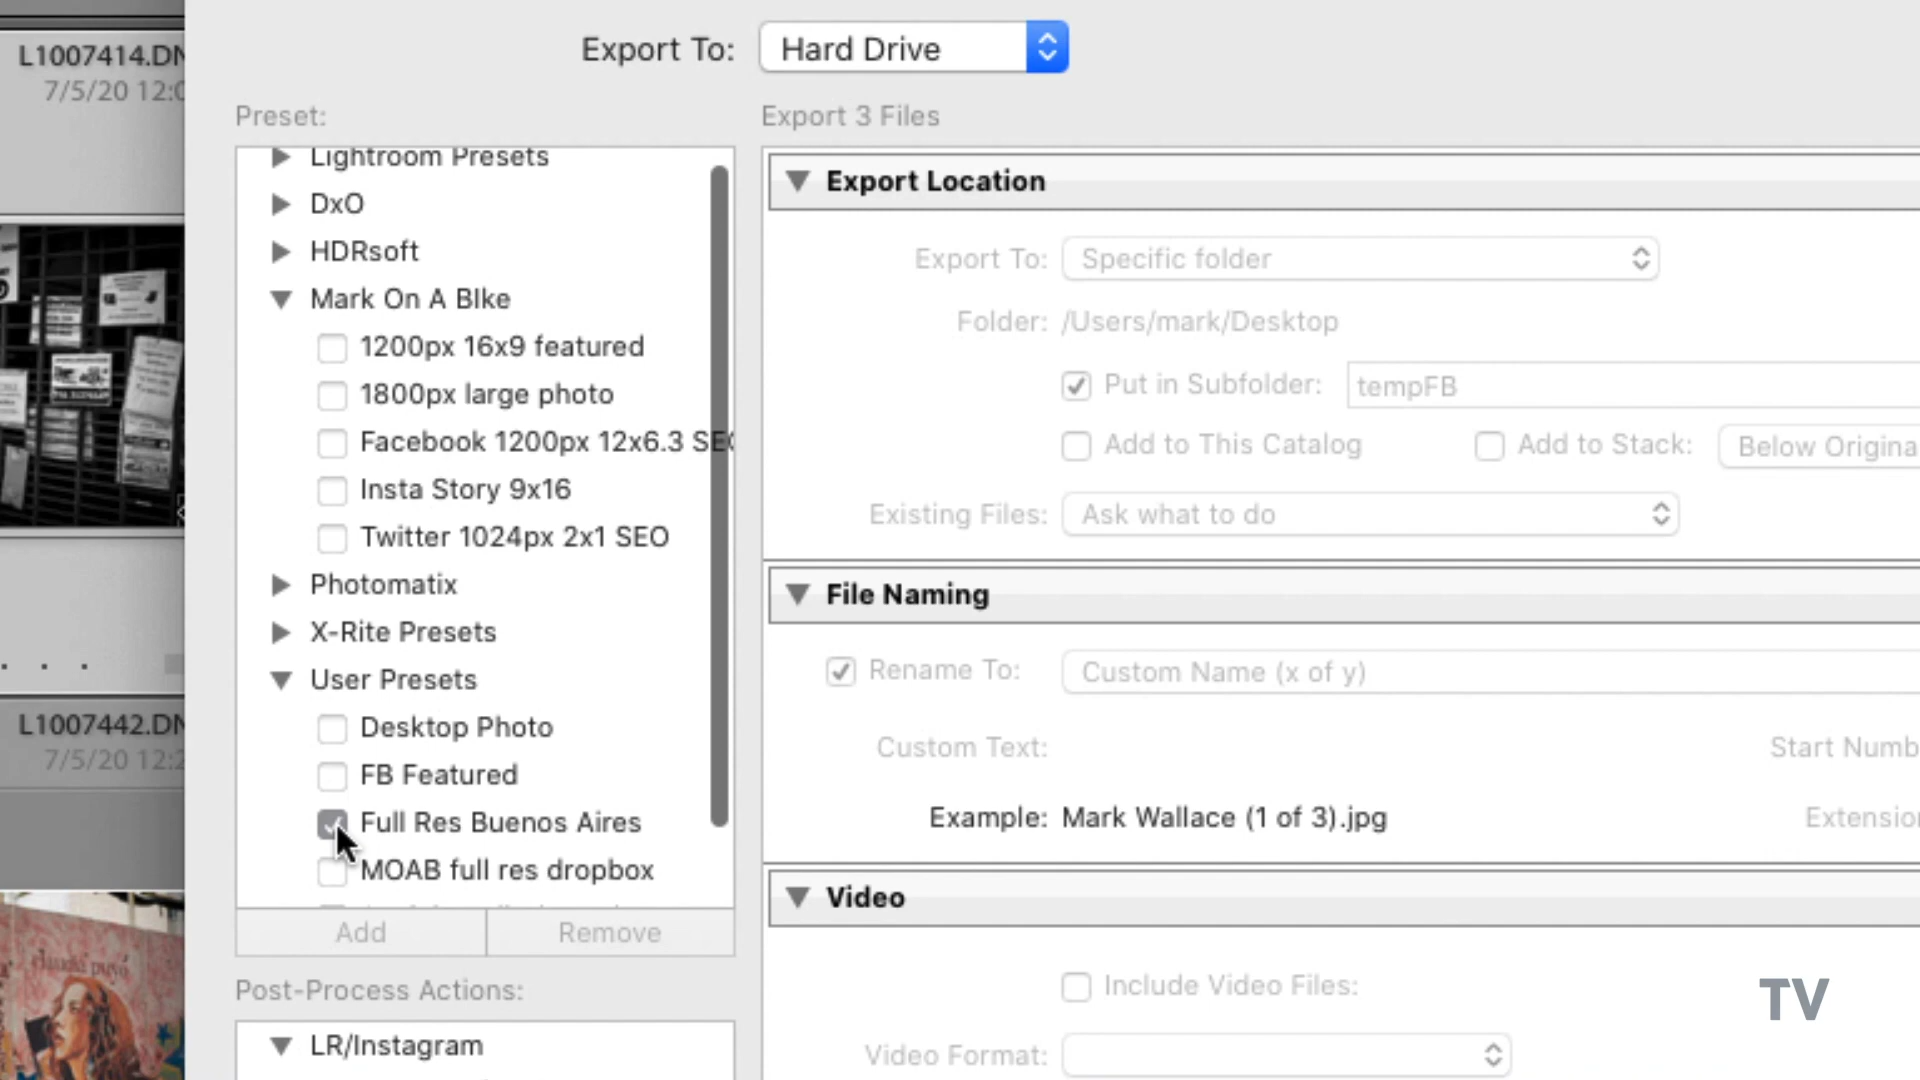 L1007414.DN
7/5/20 12:0
Export To: Hard Drive
Preset:
Lightroom Presets
DxO
HDRsoft
Mark On A BIke
1200px 16x9 featured
1800px large photo
Facebook 1200px 12x6.3 SEO
Insta Story 9x16
Twitter 1024px 2x1 SEO
Photomatix
X-Rite Presets
User Presets
Desktop Photo
FB Featured
Full Res Buenos Aires
MOAB full res dropbox
Add Remove
Post-Process Actions:
LR/Instagram
Export 3 Files
Export Location
Export To: Specific folder
Folder: /Users/mark/Desktop
Put in Subfolder: tempFB
Add to This Catalog Add to Stack: Below Origina
Existing Files: Ask what to do
File Naming
Rename To: Custom Name (x of y)
Custom Text: Start Numb
Example: Mark Wallace (1 of 3).jpg Extensio
Video
Include Video Files:
Video Format:
L1007442.DN
7/5/20 12:2
claudia puyó
TV